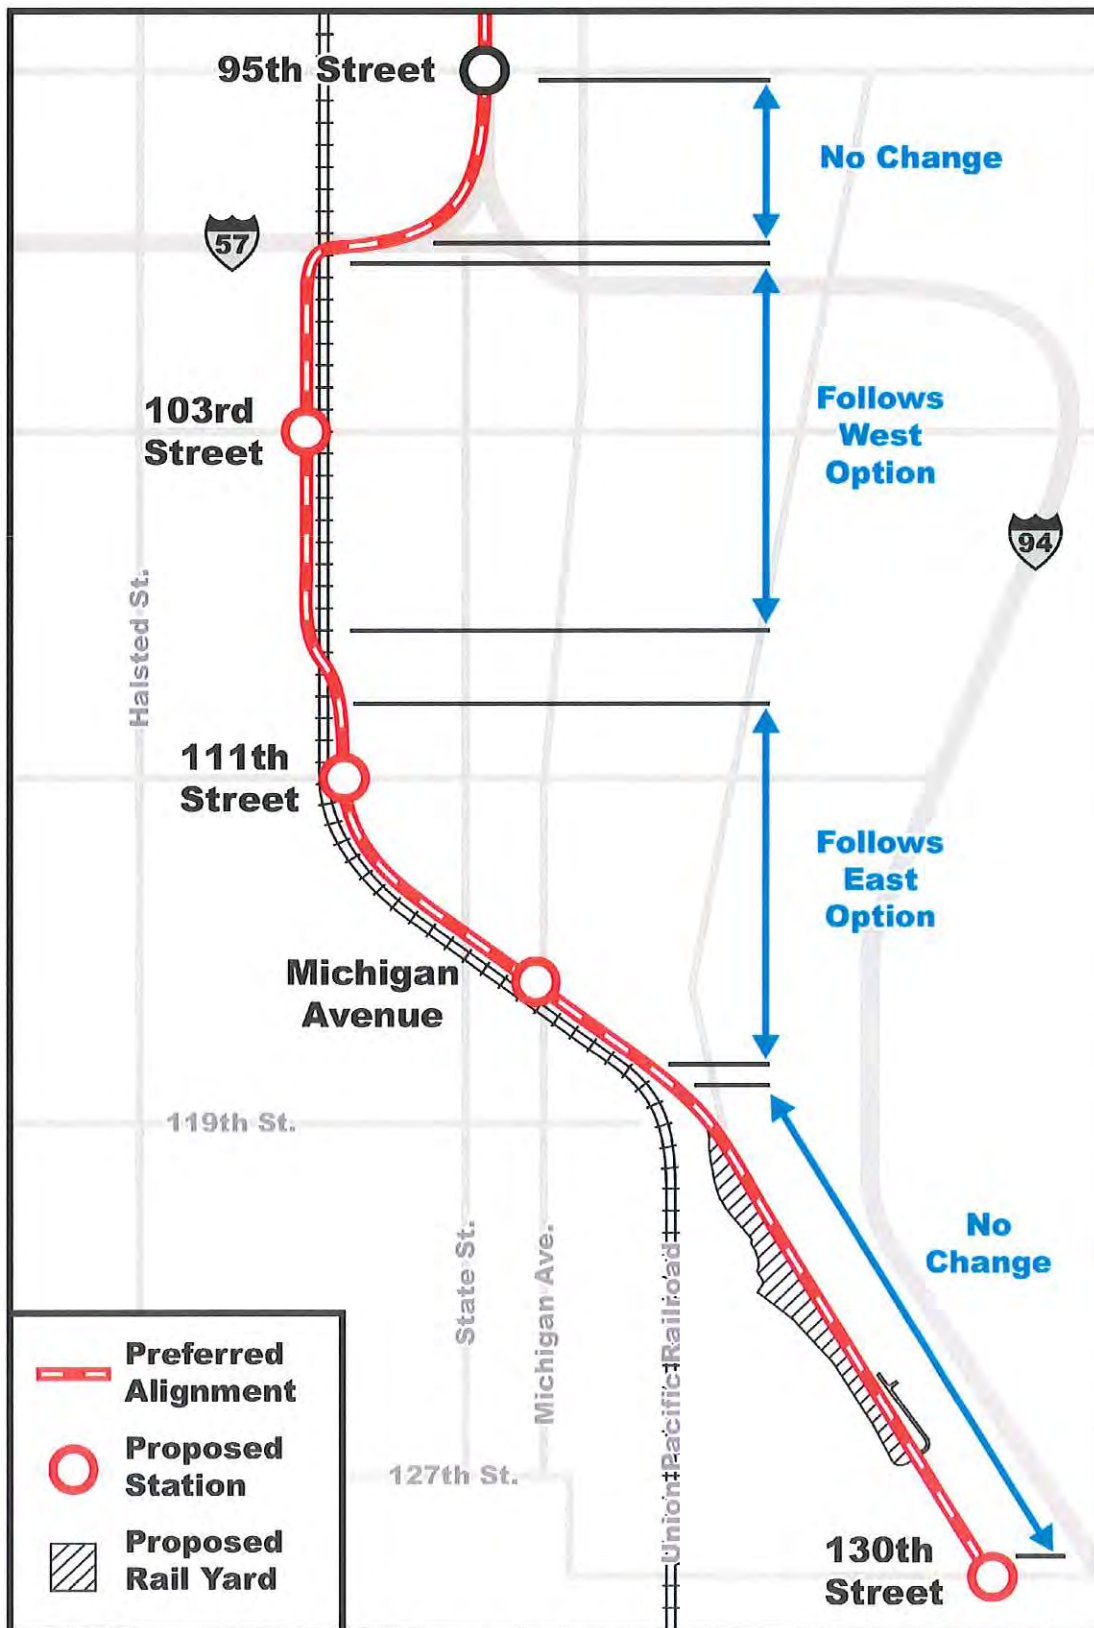 95th Street
No Change
57
103rd
Street
Follows
West
Option
94
Halsted St.
111th
Street
Follows
East
Option
Michigan
Avenue
119th St.
No
Change
State St.
Michigan Ave.
Union Pacific Railroad
127th St.
130th
Street
Preferred
Alignment
Proposed
Station
Proposed
Rail Yard